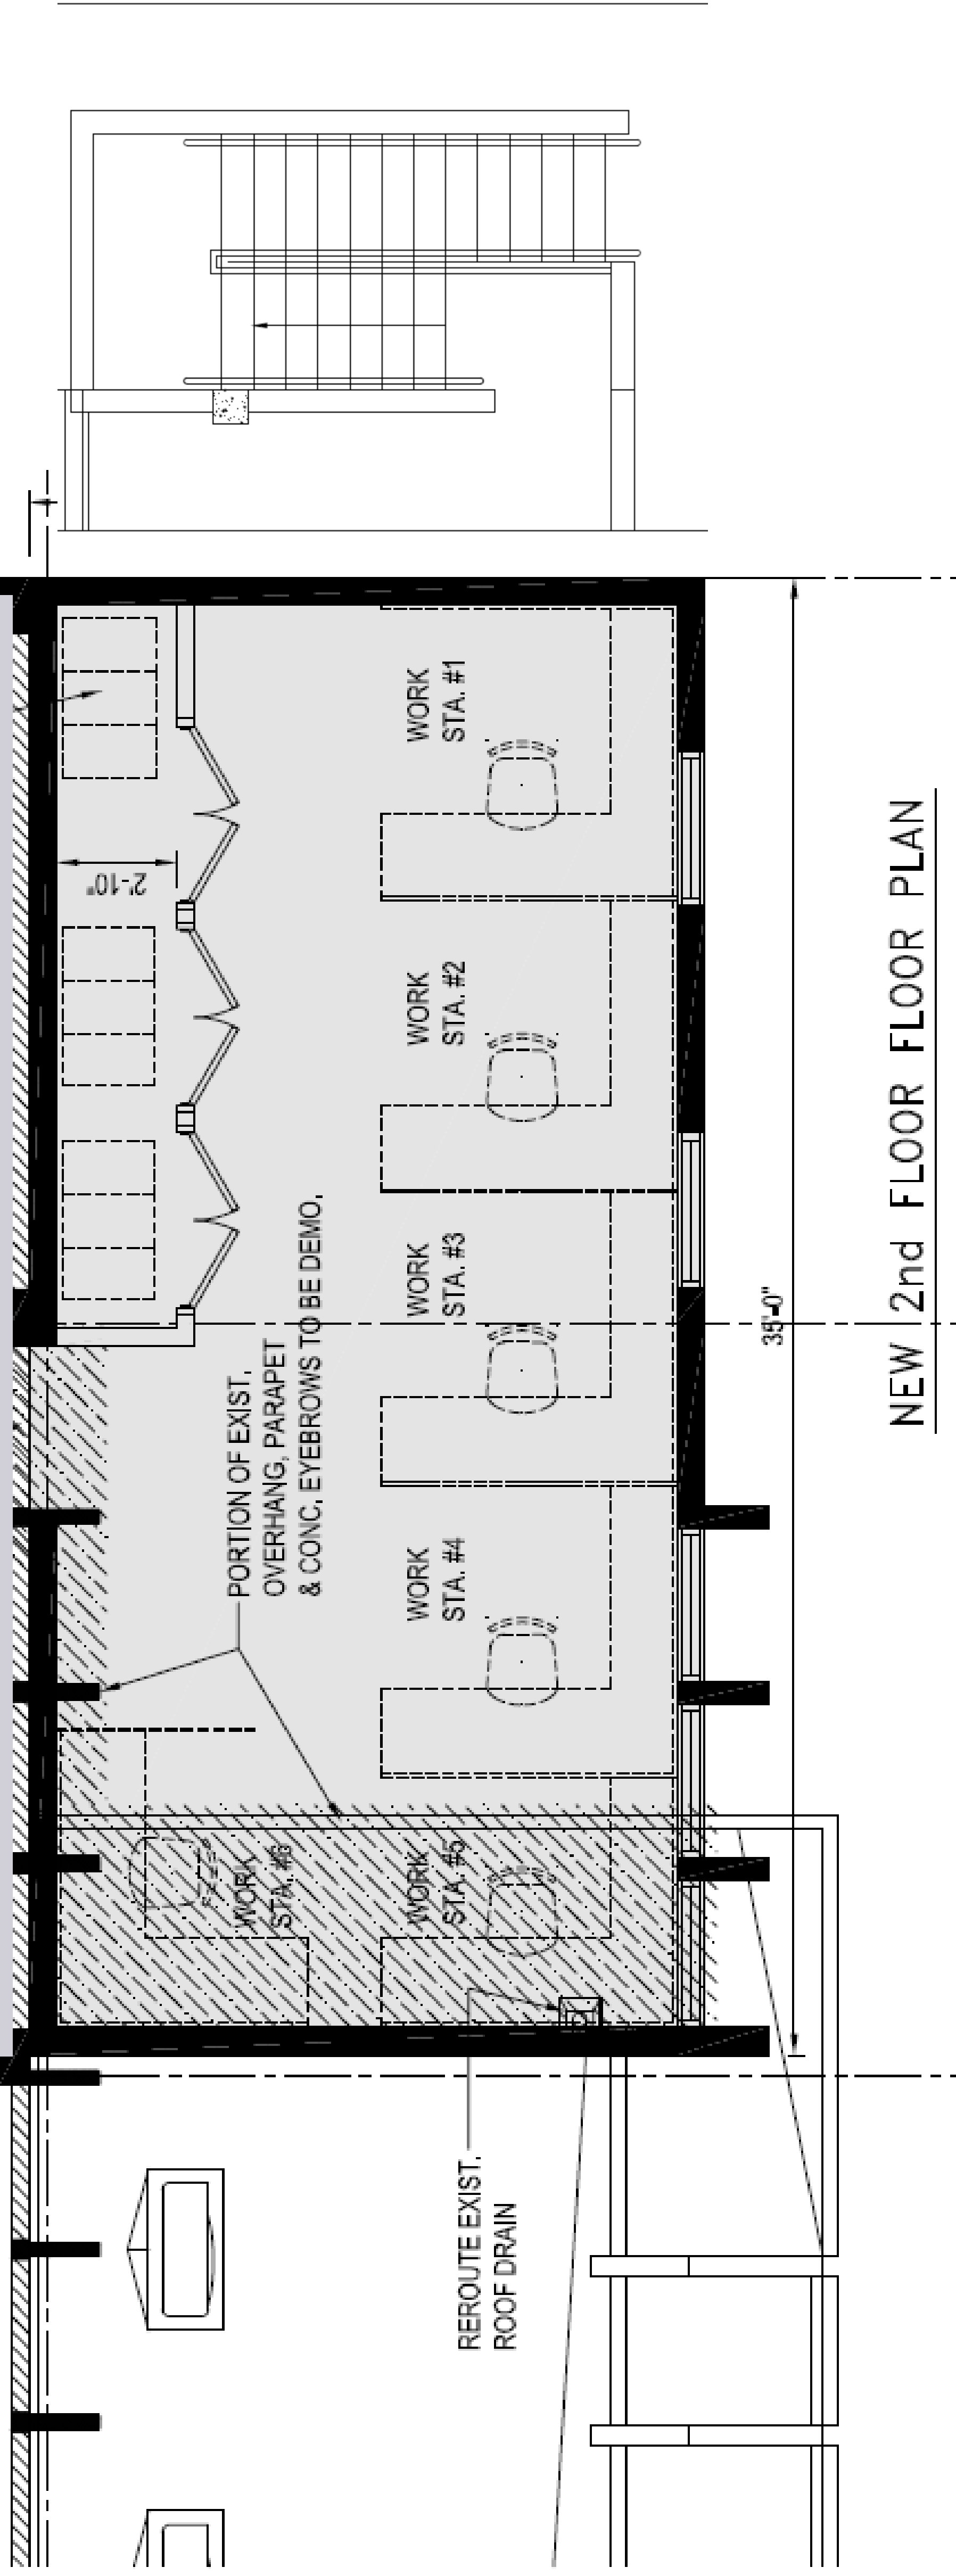 WORK
STA. #1
2'-10"
WORK
STA. #2
WORK
STA. #3
PORTION OF EXIST.
OVERHANG, PARAPET
& CONC. EYEBROWS TO BE DEMO.
WORK
STA. #4
WORK
STA. #6
WORK
STA. #5
REROUTE EXIST.
ROOF DRAIN
35'-0"
NEW 2nd FLOOR FLOOR PLAN